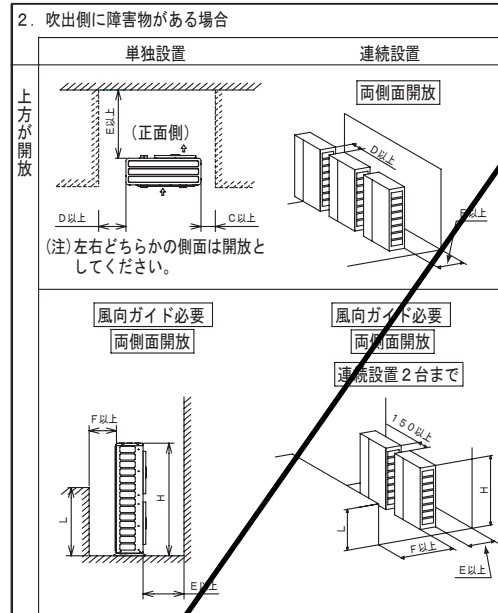 2．吹出側に障害物がある場合
単独設置
連続設置
上方が開放
E以上
(正面側)
D以上
C以上
(注)左右どちらかの側面は開放と
してください。
両側面開放
D以上
E以上
風向ガイド必要
両側面開放
F以上
L
H
E以上
風向ガイド必要
両側面開放
連続設置２台まで
１５０以上
H
L
F以上
E以上